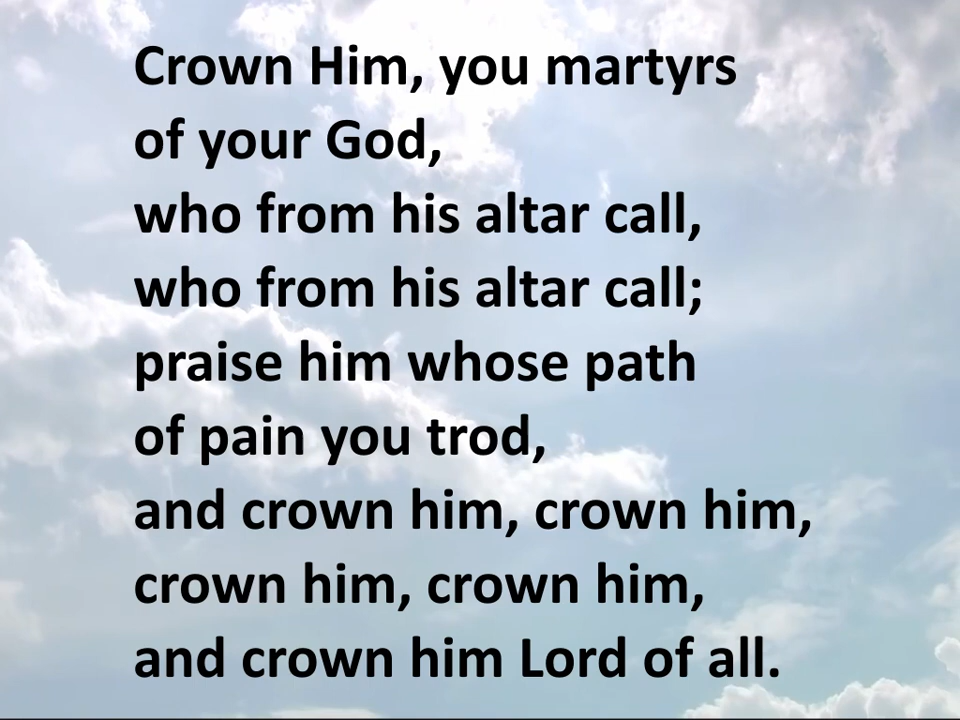 Crown Him, you martyrs
of your God,
who from his altar call,
who from his altar call;
praise him whose path
of pain you trod,
and crown him, crown him,
crown him, crown him,
and crown him Lord of all.